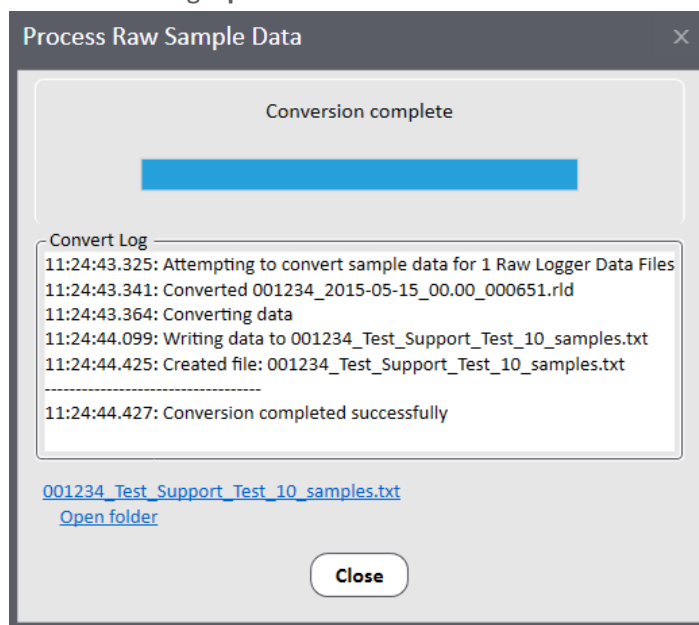 Process Raw Sample Data
Conversion complete
Convert Log
11:24:43.325: Attempting to convert sample data for 1 Raw Logger Data Files
11:24:43.341: Converted 001234_2015-05-15_00.00_000651.rld
11:24:43.364: Converting data
11:24:44.099: Writing data to 001234_Test_Support_Test_10_samples.txt
11:24:44.425: Created file: 001234_Test_Support_Test_10_samples.txt
-----------------------------------
11:24:44.427: Conversion completed successfully
001234_Test_Support_Test_10_samples.txt
Open folder
Close